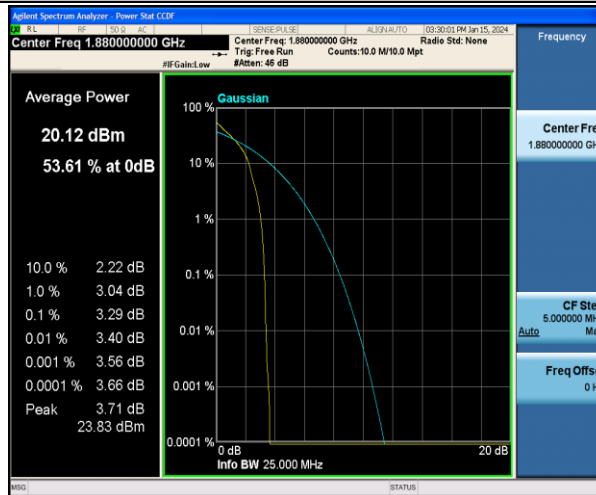 Agilent Spectrum Analyzer - Power Stat CCDF
RL RF 50 Ω AC SENSE:PULSE ALIGNAUTO 03:30:01 PM Jan 15, 2024
Center Freq 1.880000000 GHz
Center Freq: 1.880000000 GHz Radio Std: None
Trig: Free Run Counts:10.0 M/10.0 Mpt
#IFGain:Low #Atten: 46 dB
Frequency
Average Power
20.12 dBm
53.61 % at 0dB
10.0 % 2.22 dB
1.0 % 3.04 dB
0.1 % 3.29 dB
0.01 % 3.40 dB
0.001 % 3.56 dB
0.0001 % 3.66 dB
Peak 3.71 dB
23.83 dBm
Gaussian
100 %
10 %
1 %
0.1 %
0.01 %
0.001 %
0.0001 %
0 dB 20 dB
Info BW 25.000 MHz
Center Fre
1.880000000 GH
CF Ste
5.000000 MH
Auto Ma
Freq Offs
0 H
MSG STATUS